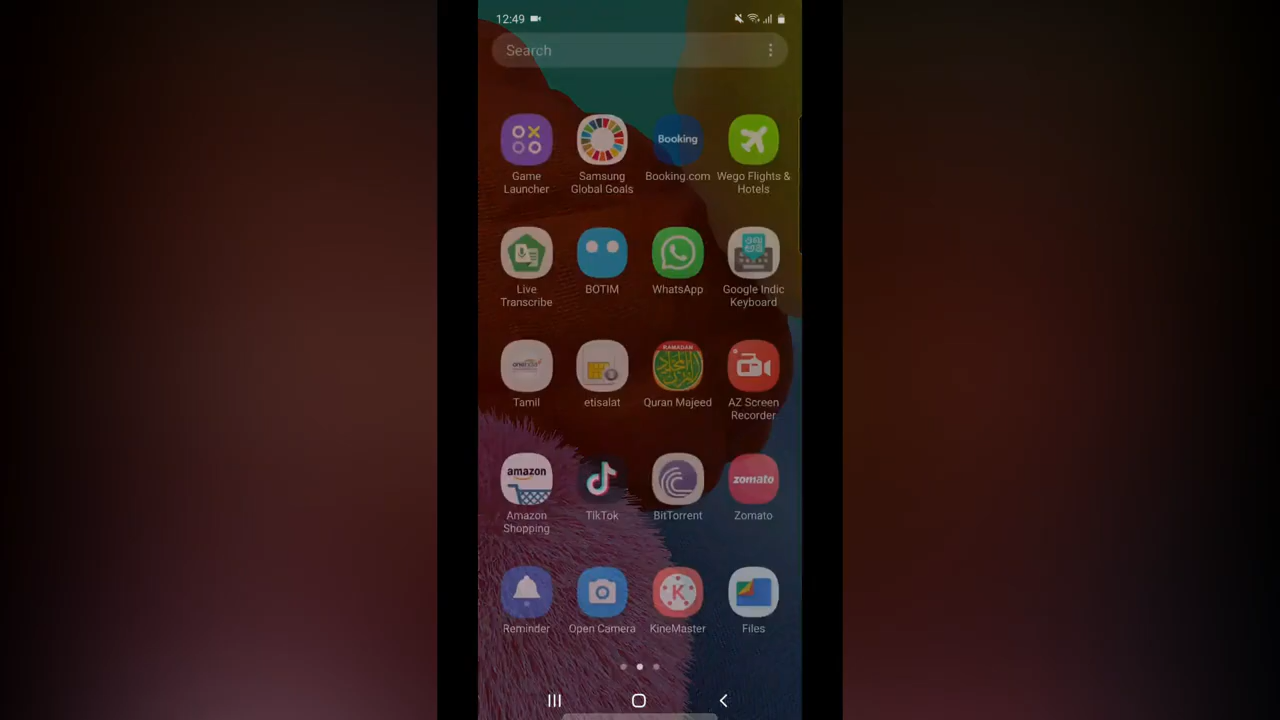 12:49
Search
Booking
Game Launcher
Samsung Global Goals
Booking.com
Wego Flights & Hotels
Live Transcribe
BOTIM
WhatsApp
Google Indic Keyboard
RAMADAN
Tamil
etisalat
Quran Majeed
AZ Screen Recorder
amazon
zomato
Amazon Shopping
TikTok
BitTorrent
Zomato
K
Reminder
Open Camera
KineMaster
Files